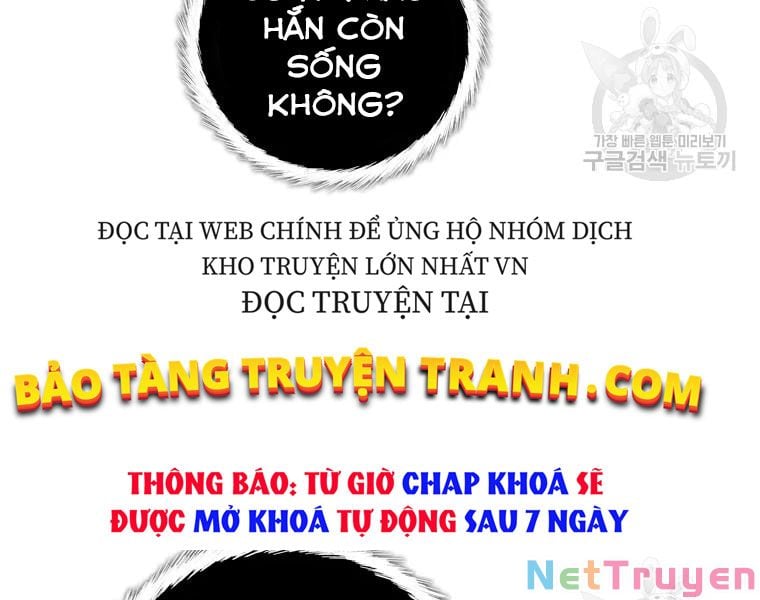 HẮN CÒN
SỐNG
KHÔNG?
가장 빠른 웹툰 미리보기
구글검색 뉴토끼
ĐỌC TẠI WEB CHÍNH ĐỂ ỦNG HỘ NHÓM DỊCH
KHO TRUYỆN LỚN NHẤT VN
ĐỌC TRUYỆN TẠI
BẢO TÀNG TRUYỆN TRANH.COM
THÔNG BÁO: TỪ GIỜ CHAP KHOÁ SẼ
ĐƯỢC MỞ KHOÁ TỰ ĐỘNG SAU 7 NGÀY
NetTruyen